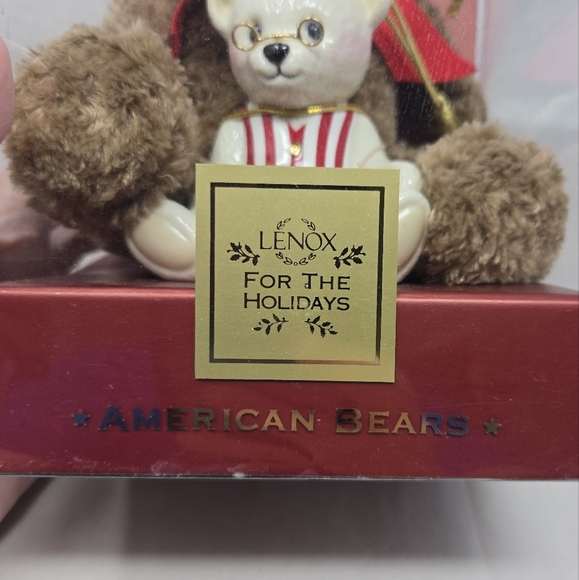 LENOX
FOR THE
HOLIDAYS
★ AMERICAN BEARS ★